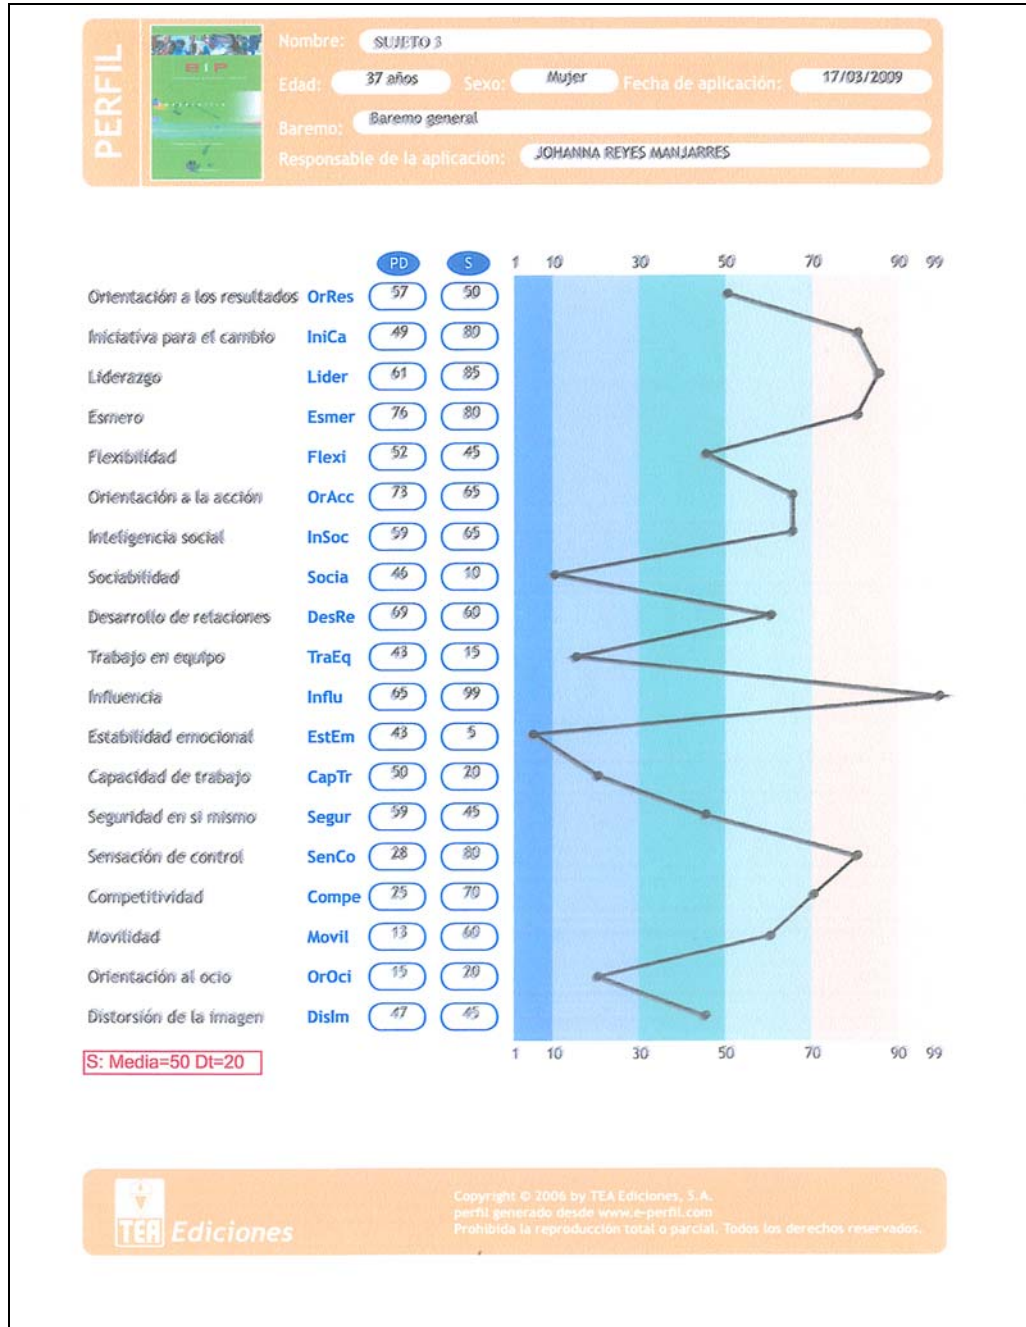 PERFIL
BIP
Nombre: SUJETO 3
Edad: 37 años Sexo: Mujer Fecha de aplicación: 17/03/2009
Baremo: Baremo general
Responsable de la aplicación: JOHANNA REYES MANJARRES
PD S 1 10 30 50 70 90 99
Orientación a los resultados OrRes 57 50
Iniciativa para el cambio IniCa 49 80
Liderazgo Lider 61 85
Esmero Esmer 76 80
Flexibilidad Flexi 52 45
Orientación a la acción OrAcc 73 65
Inteligencia social InSoc 59 65
Sociabilidad Socia 46 10
Desarrollo de relaciones DesRe 69 60
Trabajo en equipo TraEq 43 15
Influencia Influ 65 99
Estabilidad emocional EstEm 43 5
Capacidad de trabajo CapTr 50 20
Seguridad en si mismo Segur 59 45
Sensación de control SenCo 28 80
Competitividad Compe 25 70
Movilidad Movil 13 60
Orientación al ocio OrOci 15 20
Distorsión de la imagen DisIm 47 45
1 10 30 50 70 90 99
S: Media=50 Dt=20
TEA Ediciones
Copyright © 2006 by TEA Ediciones, S.A.
perfil generado desde www.e-perfil.com
Prohibida la reproducción total o parcial. Todos los derechos reservados.